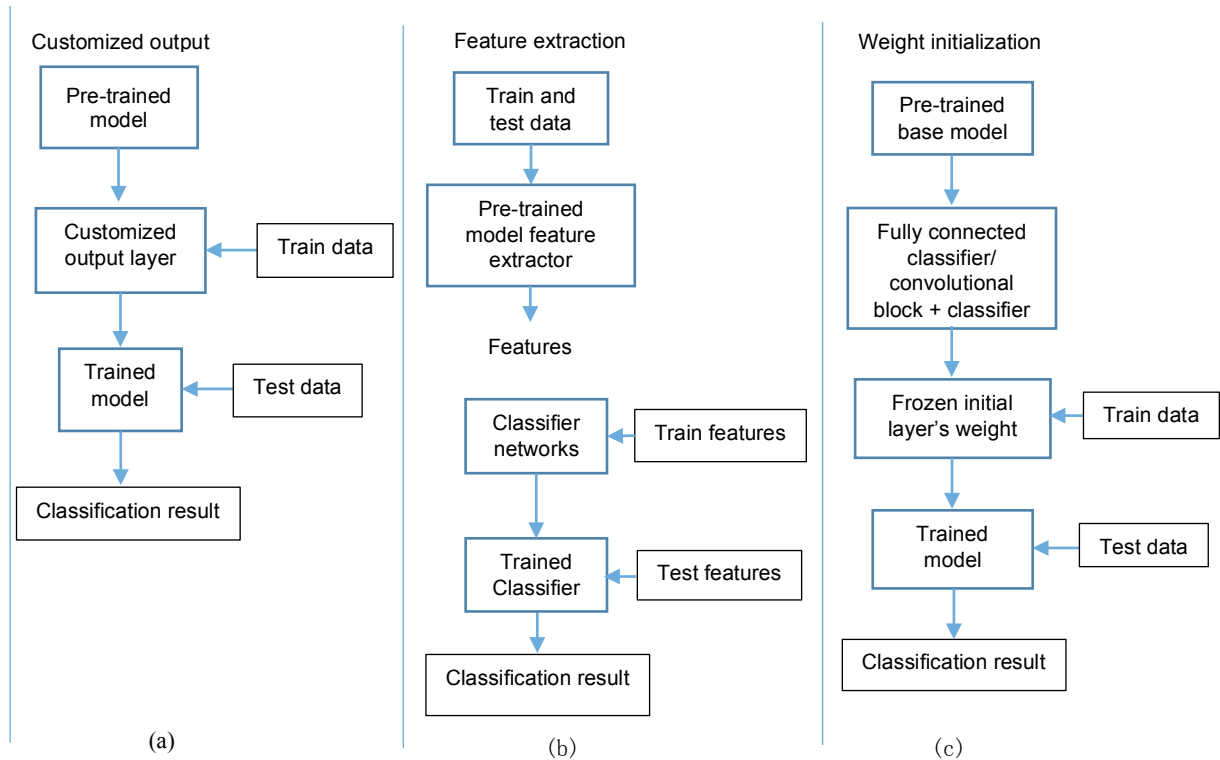 Customized output
Pre-trained
model
Customized
output layer
Train data
Trained
model
Test data
Classification result
(a)
Feature extraction
Train and
test data
Pre-trained
model feature
extractor
Features
Classifier
networks
Train features
Trained
Classifier
Test features
Classification result
(b)
Weight initialization
Pre-trained
base model
Fully connected
classifier/
convolutional
block + classifier
Frozen initial
layer's weight
Train data
Trained
model
Test data
Classification result
(c)